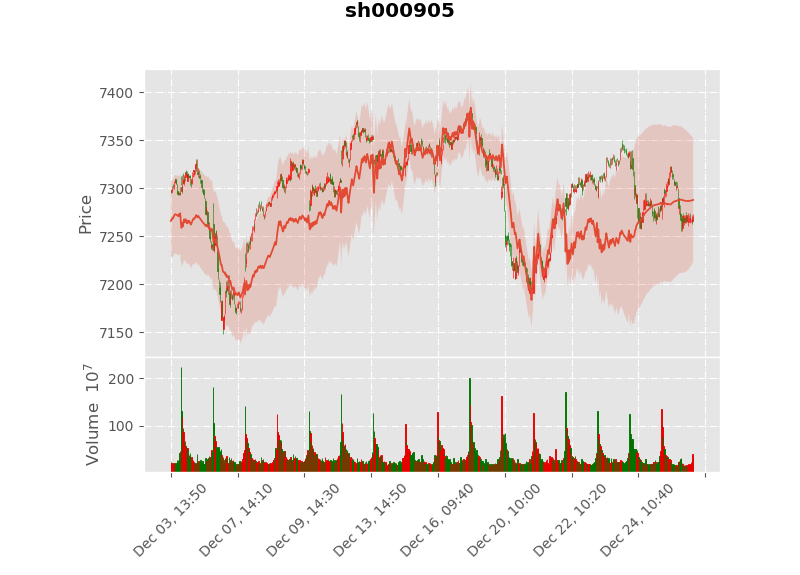 sh000905
7400
7350
7300
7250
7200
7150
Price
200
100
Volume 10^7
Dec 03, 13:50
Dec 07, 14:10
Dec 09, 14:30
Dec 13, 14:50
Dec 16, 09:40
Dec 20, 10:00
Dec 22, 10:20
Dec 24, 10:40